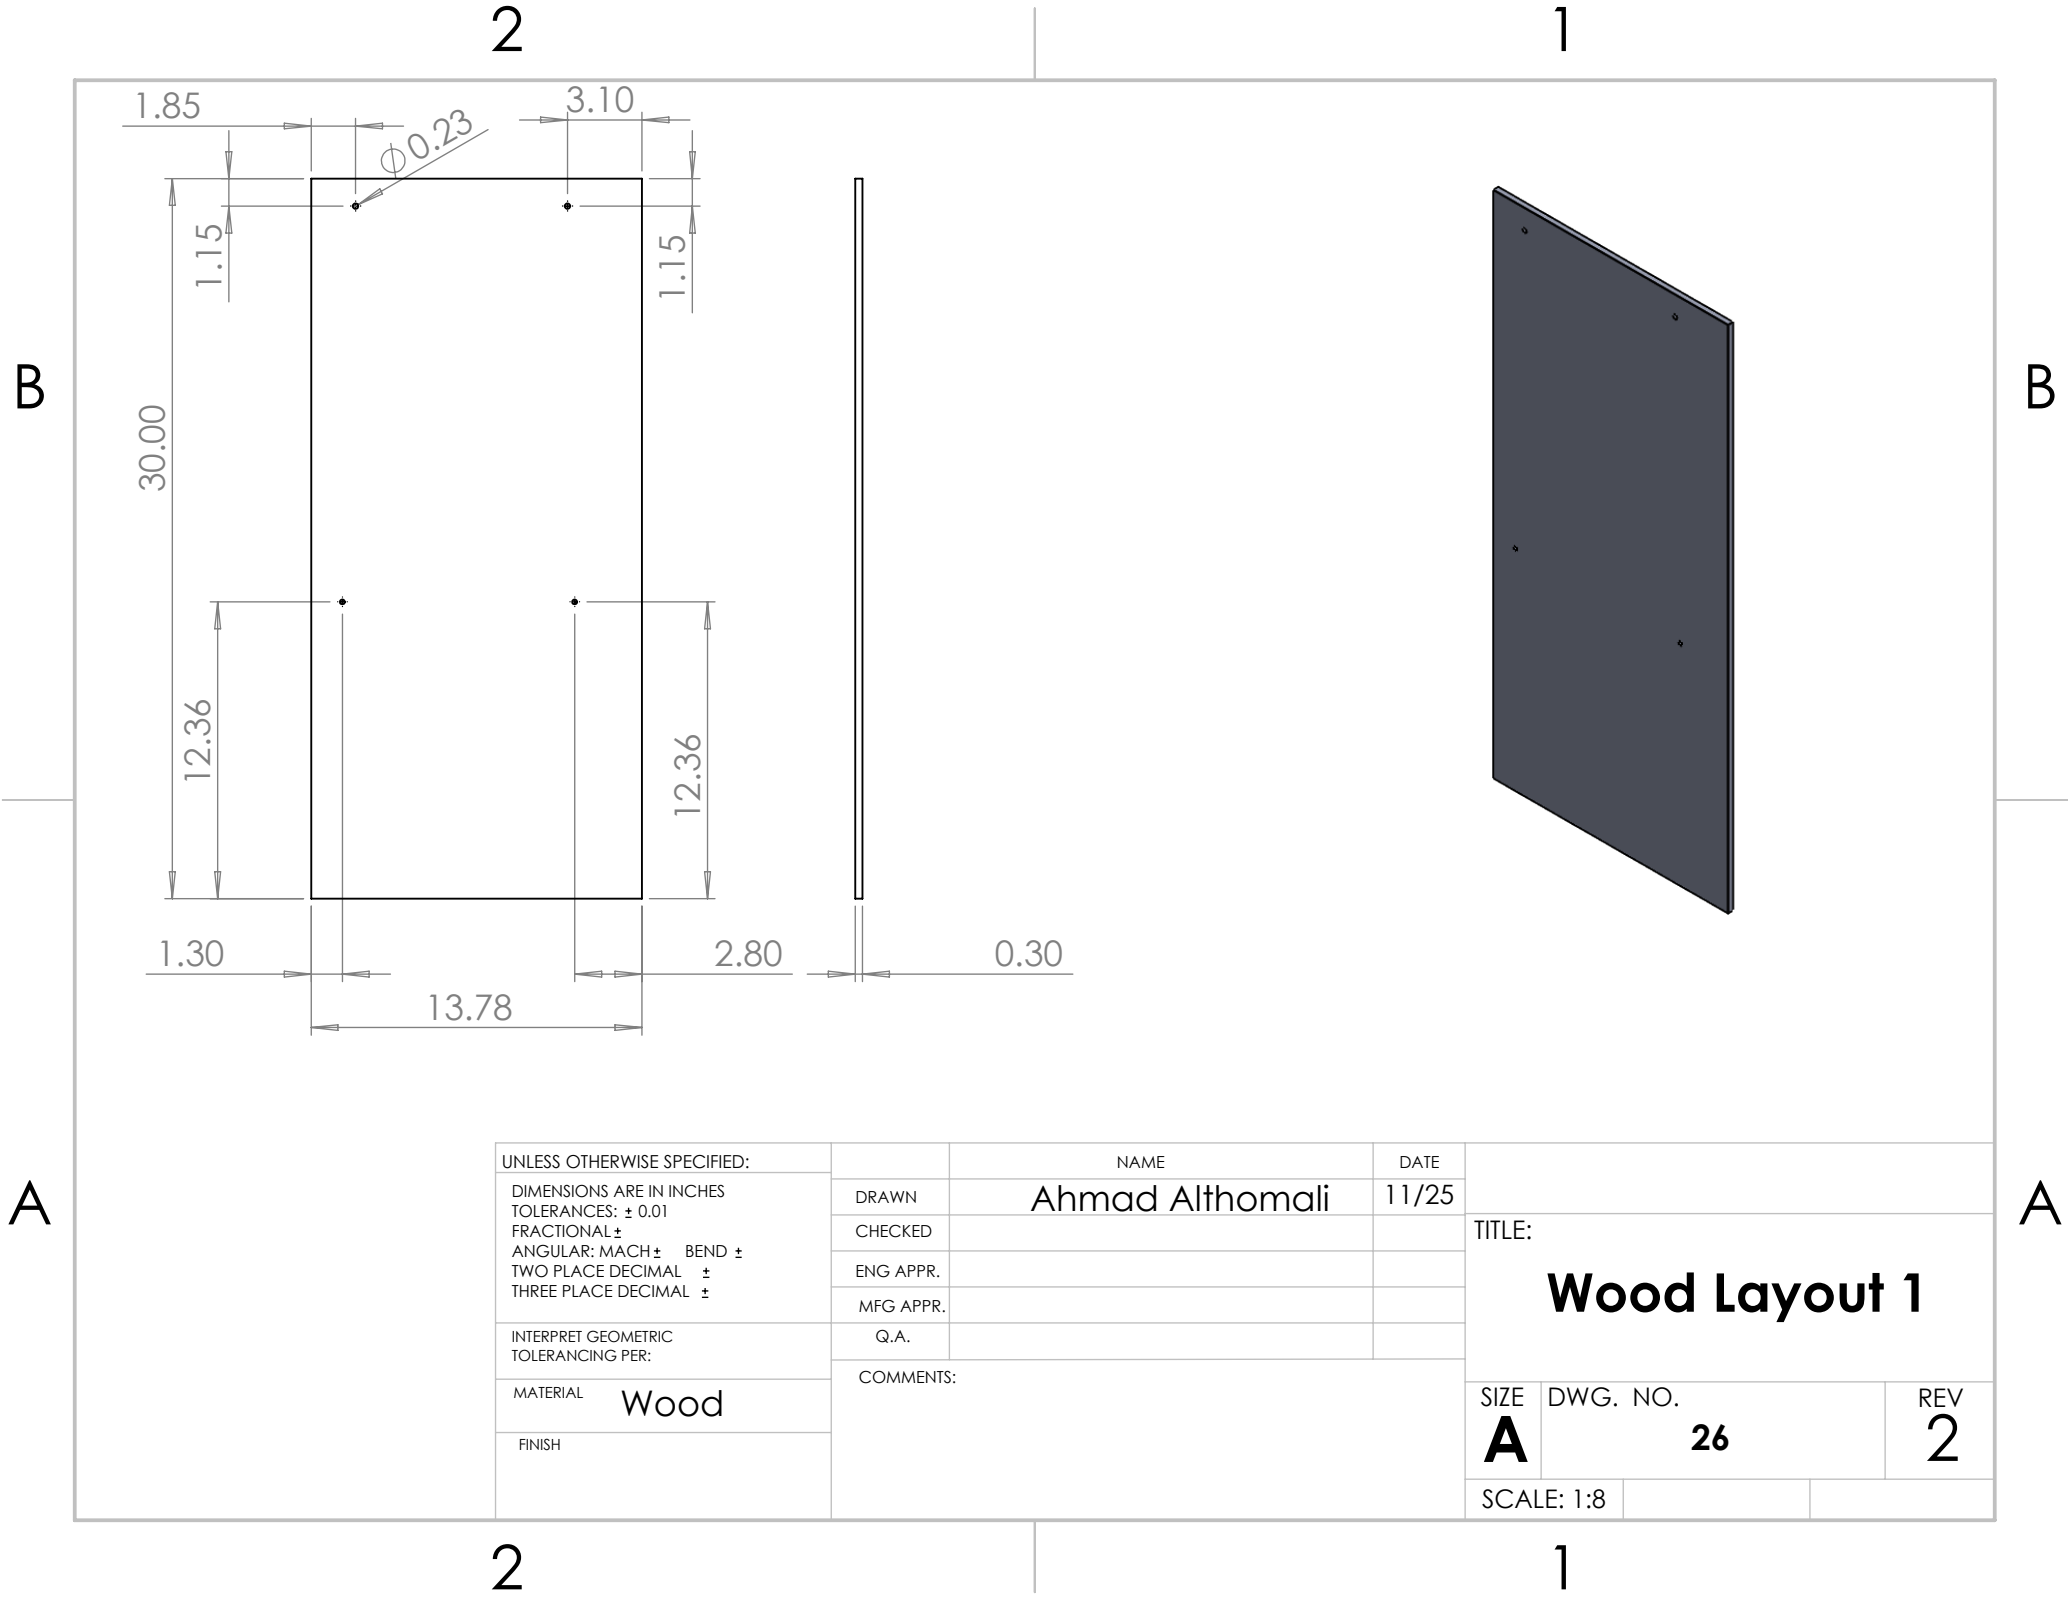 2
1
1.85
⌀0.23
3.10
1.15
1.15
B
B
30.00
12.36
12.36
1.30
2.80
0.30
13.78
A
A
UNLESS OTHERWISE SPECIFIED:
DIMENSIONS ARE IN INCHES
TOLERANCES: ± 0.01
FRACTIONAL ±
ANGULAR: MACH ± BEND ±
TWO PLACE DECIMAL ±
THREE PLACE DECIMAL ±
INTERPRET GEOMETRIC
TOLERANCING PER:
MATERIAL Wood
FINISH
NAME DATE
DRAWN Ahmad Althomali 11/25
CHECKED
ENG APPR.
MFG APPR.
Q.A.
COMMENTS:
TITLE:
Wood Layout 1
SIZE DWG. NO. REV
A 26 2
SCALE: 1:8
2
1